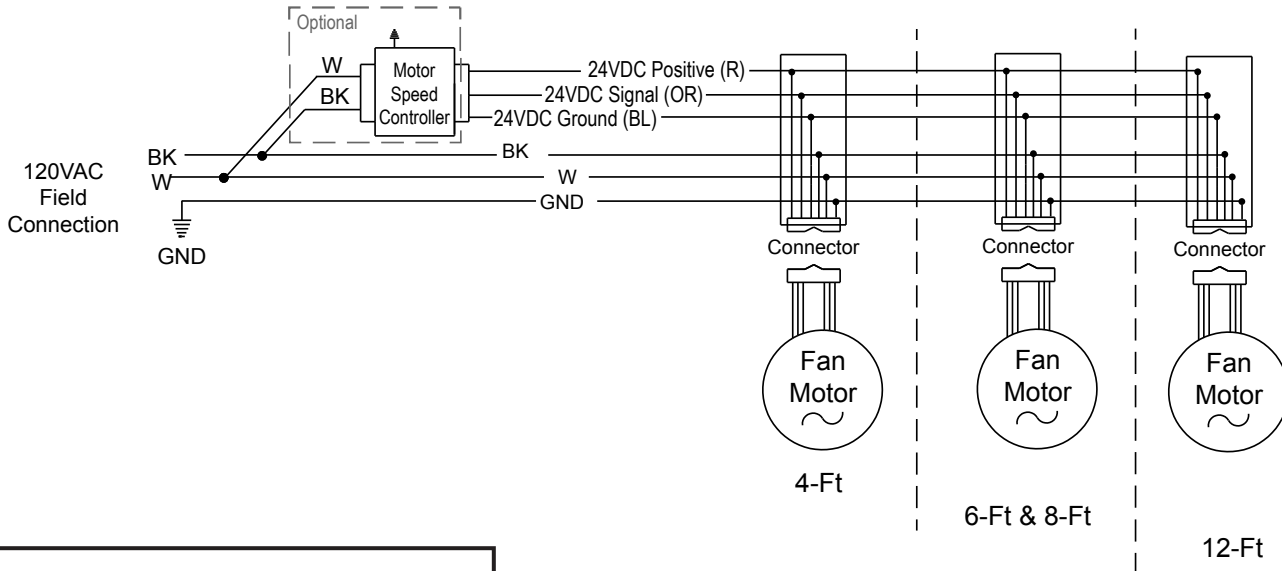 Optional
W
BK
Motor
Speed
Controller
24VDC Positive (R)
24VDC Signal (OR)
24VDC Ground (BL)
120VAC
Field
Connection
BK
W
BK
W
GND
GND
Connector
Connector
Connector
Fan
Motor
Fan
Motor
Fan
Motor
4-Ft
6-Ft & 8-Ft
12-Ft